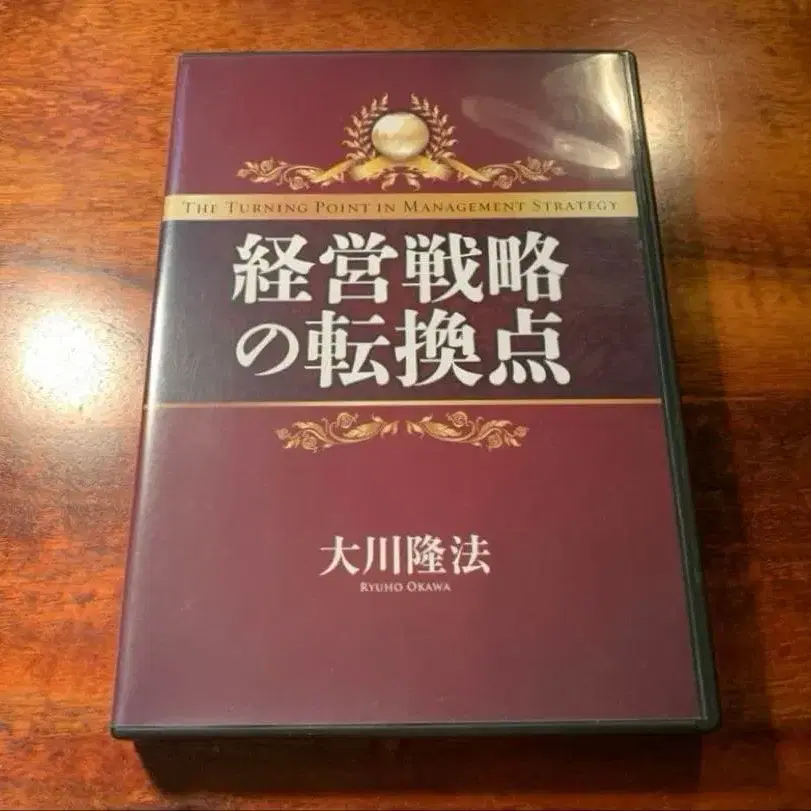 THE TURNING POINT IN MANAGEMENT STRATEGY
経営戦略
の転換点
大川隆法
RYUHO OKAWA